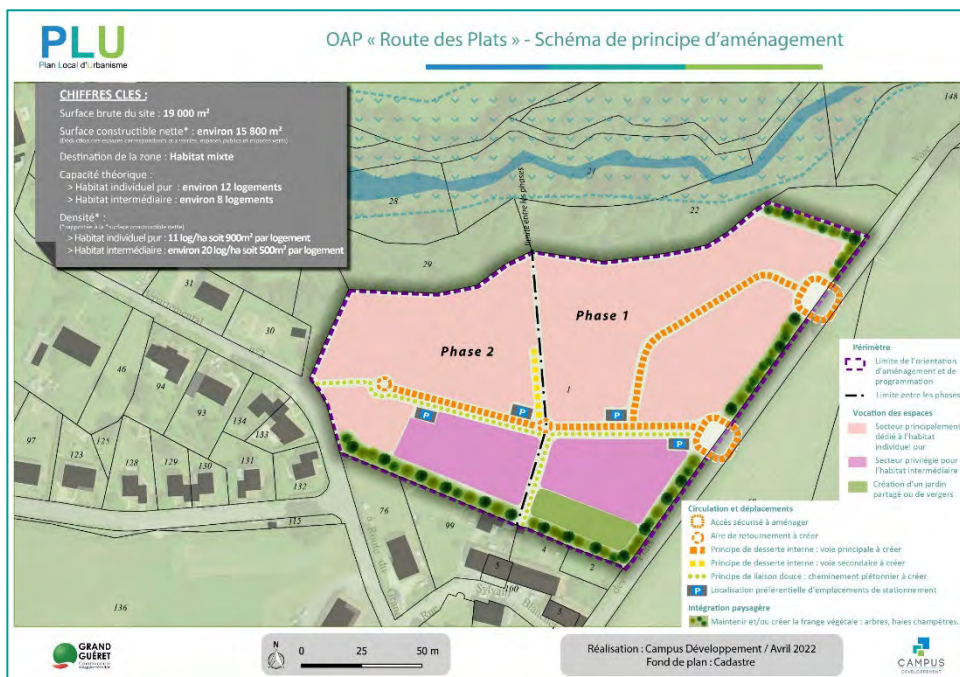 PLU
Plan Local d'Urbanisme
OAP « Route des Plats » - Schéma de principe d'aménagement
CHIFFRES CLES :
Surface brute du site : 19 000 m²
Surface constructible nette* : environ 15 800 m²
Destination de la zone : Habitat mixte
Capacité théorique :
> Habitat individuel pur : environ 12 logements
> Habitat intermédiaire : environ 8 logements
Densité* :
> Habitat individuel pur : 11 log/ha soit 900m² par logement
> Habitat intermédiaire : environ 20 log/ha soit 500m² par logement
148
21
28
22
29
Limite entre les phases
Voie
31
30
Départemental
Phase 1
Phase 2
1
46
94
93
134
133
97
123
125
128
129
130
131
132
115
76
99
4
2
5
100
136
Route du
Grand
Rue
Sylvain
P
P
P
P
Périmètre
Limite de l'orientation
d'aménagement et de
programmation
Limite entre les phases
Vocation des espaces
Secteur principalement
dédié à l'habitat
individuel pur
Secteur privilégié pour
l'habitat intermédiaire
Création d'un jardin
partagé ou de vergers
Circulation et déplacements
Accès sécurisé à aménager
Aire de retournement à créer
Principe de desserte interne : voie principale à créer
Principe de desserte interne : voie secondaire à créer
Principe de liaison douce : cheminement piétonnier à créer
P Localisation préférentielle d'emplacements de stationnement
Intégration paysagère
Maintenir et/ou créer la frange végétale : arbres, haies champêtres.
GRAND
GUÉRET
N
0 25 50 m
Réalisation : Campus Développement / Avril 2022
Fond de plan : Cadastre
CAMPUS
DÉVELOPPEMENT